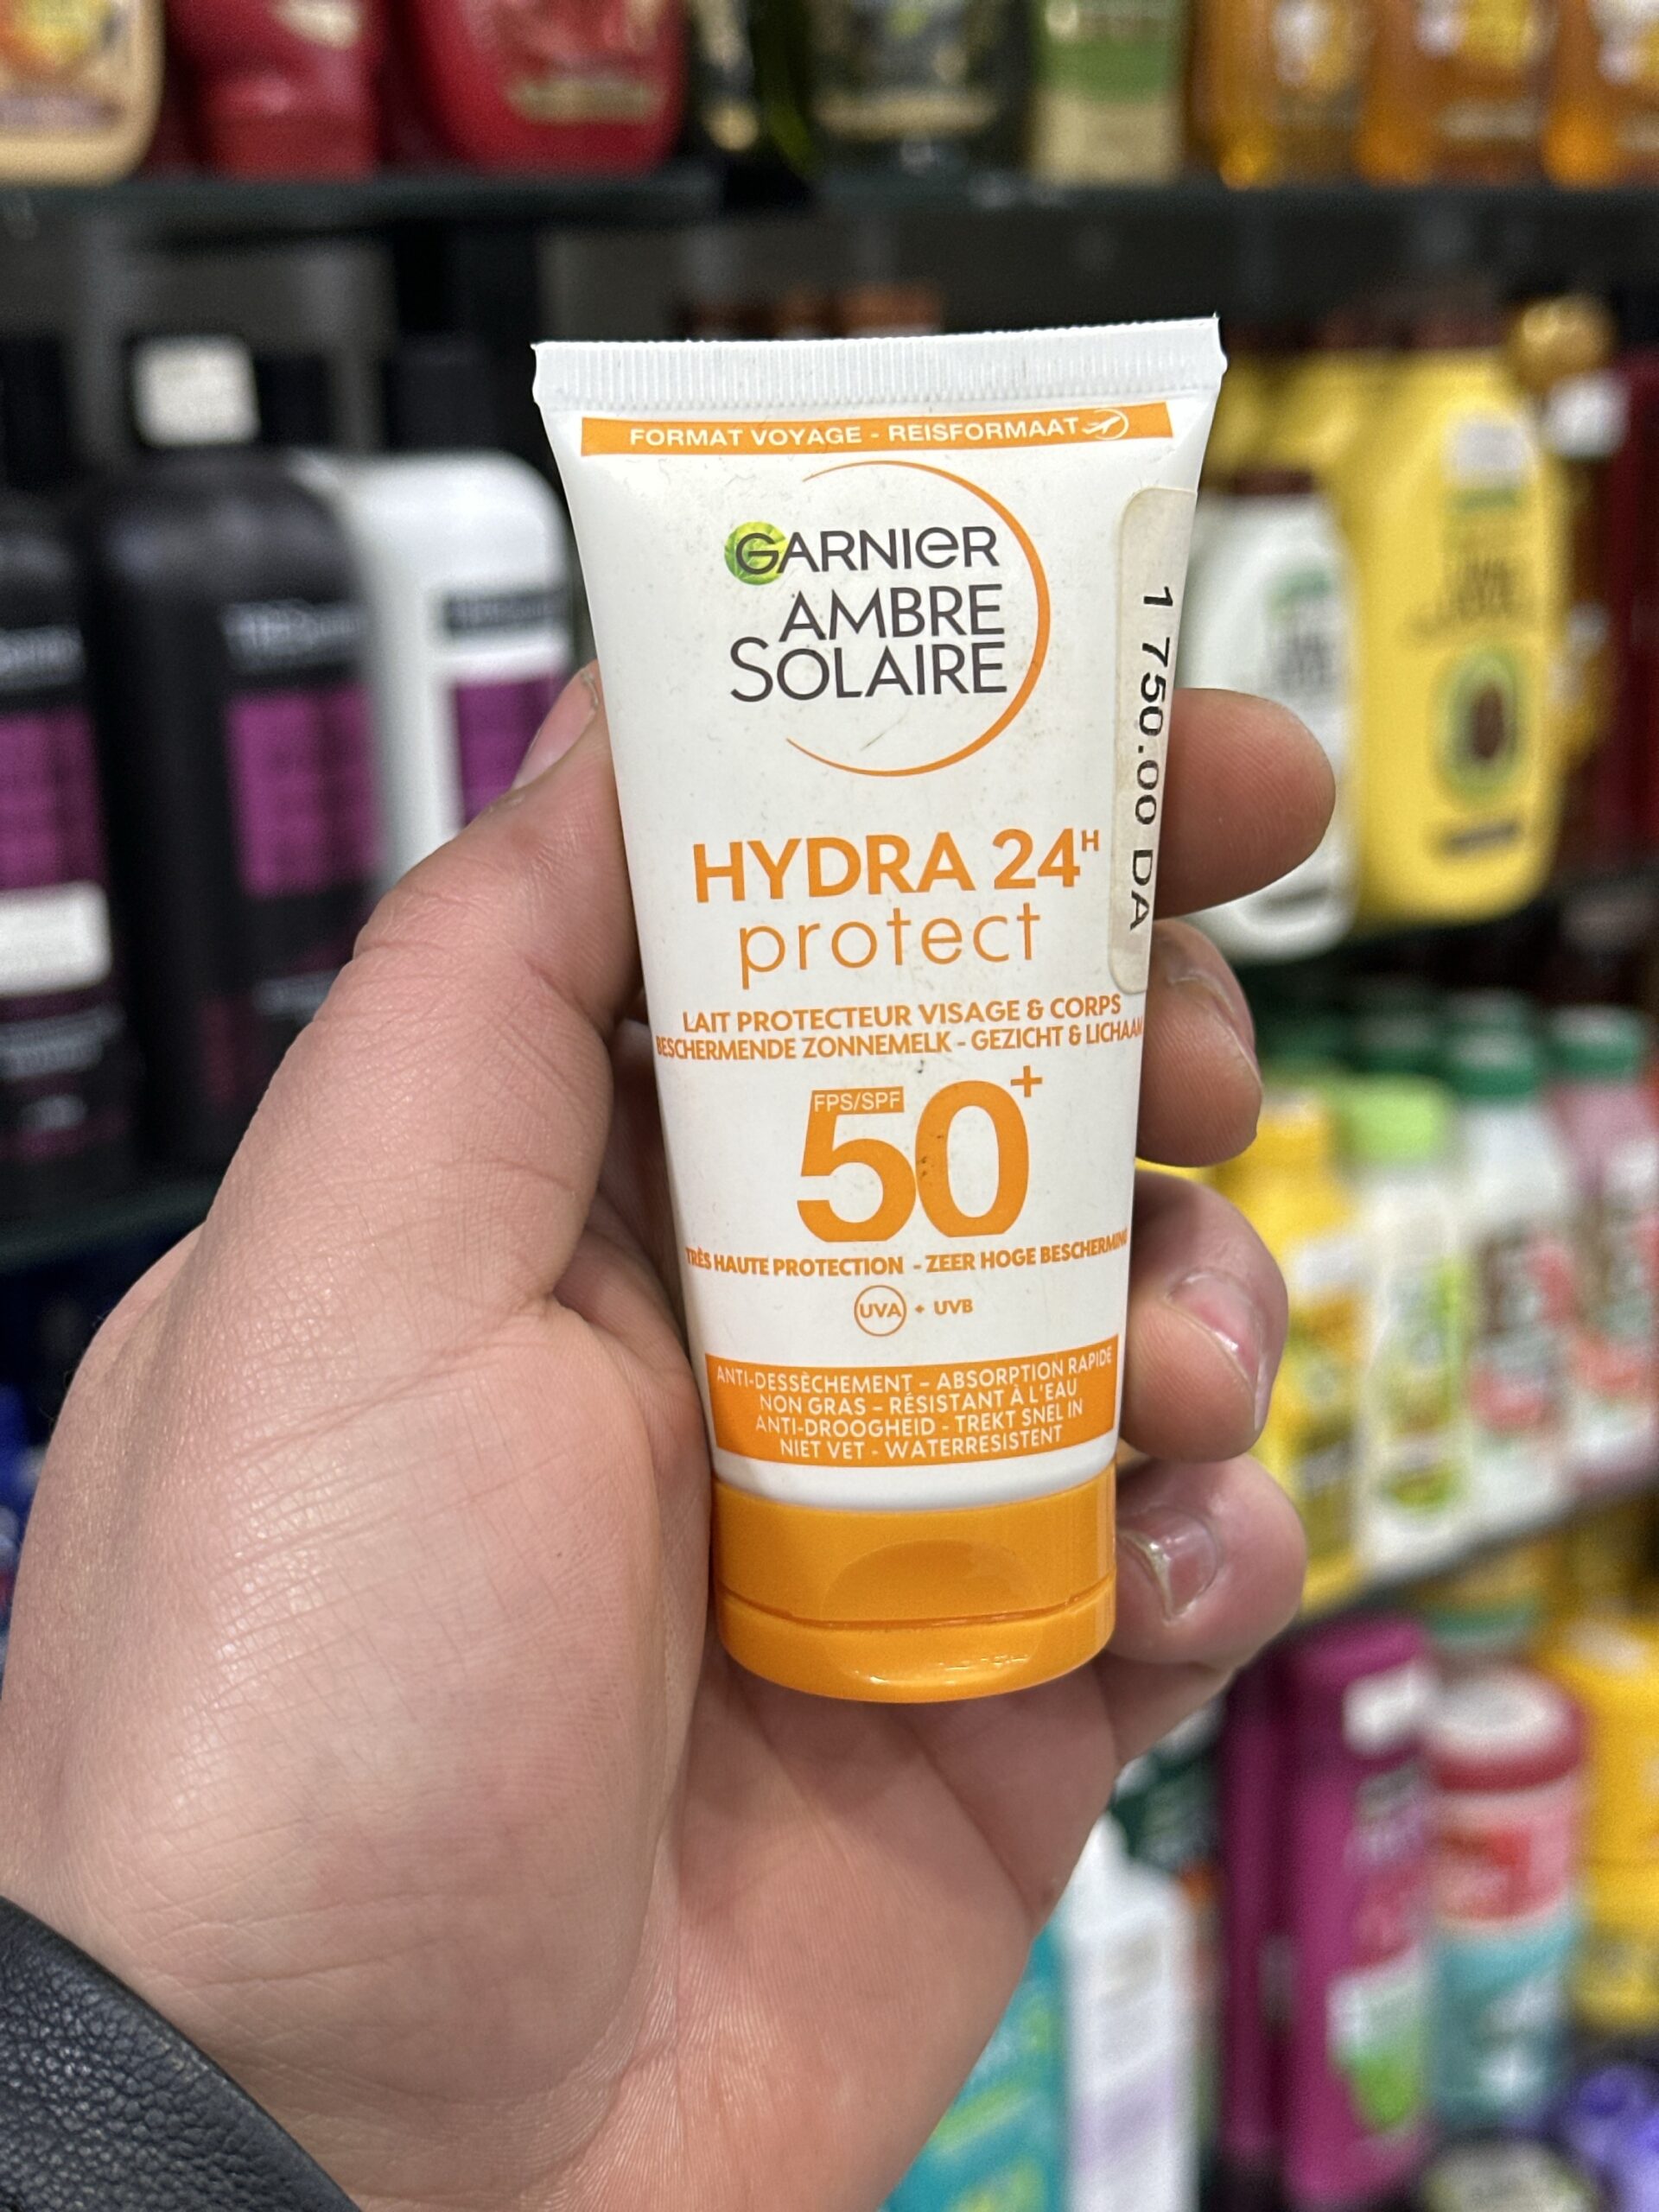 FORMAT VOYAGE - REISFORMAAT
GARNIER
AMBRE
SOLAIRE
1 750.00 DA
HYDRA 24H
protect
LAIT PROTECTEUR VISAGE & CORPS
BESCHERMENDE ZONNEMELK - GEZICHT & LICHAAM
FPS/SPF
50+
TRÈS HAUTE PROTECTION - ZEER HOGE BESCHERMING
UVA + UVB
ANTI-DESSÈCHEMENT – ABSORPTION RAPIDE
NON GRAS – RÉSISTANT À L'EAU
ANTI-DROOGHEID - TREKT SNEL IN
NIET VET - WATERRESISTENT